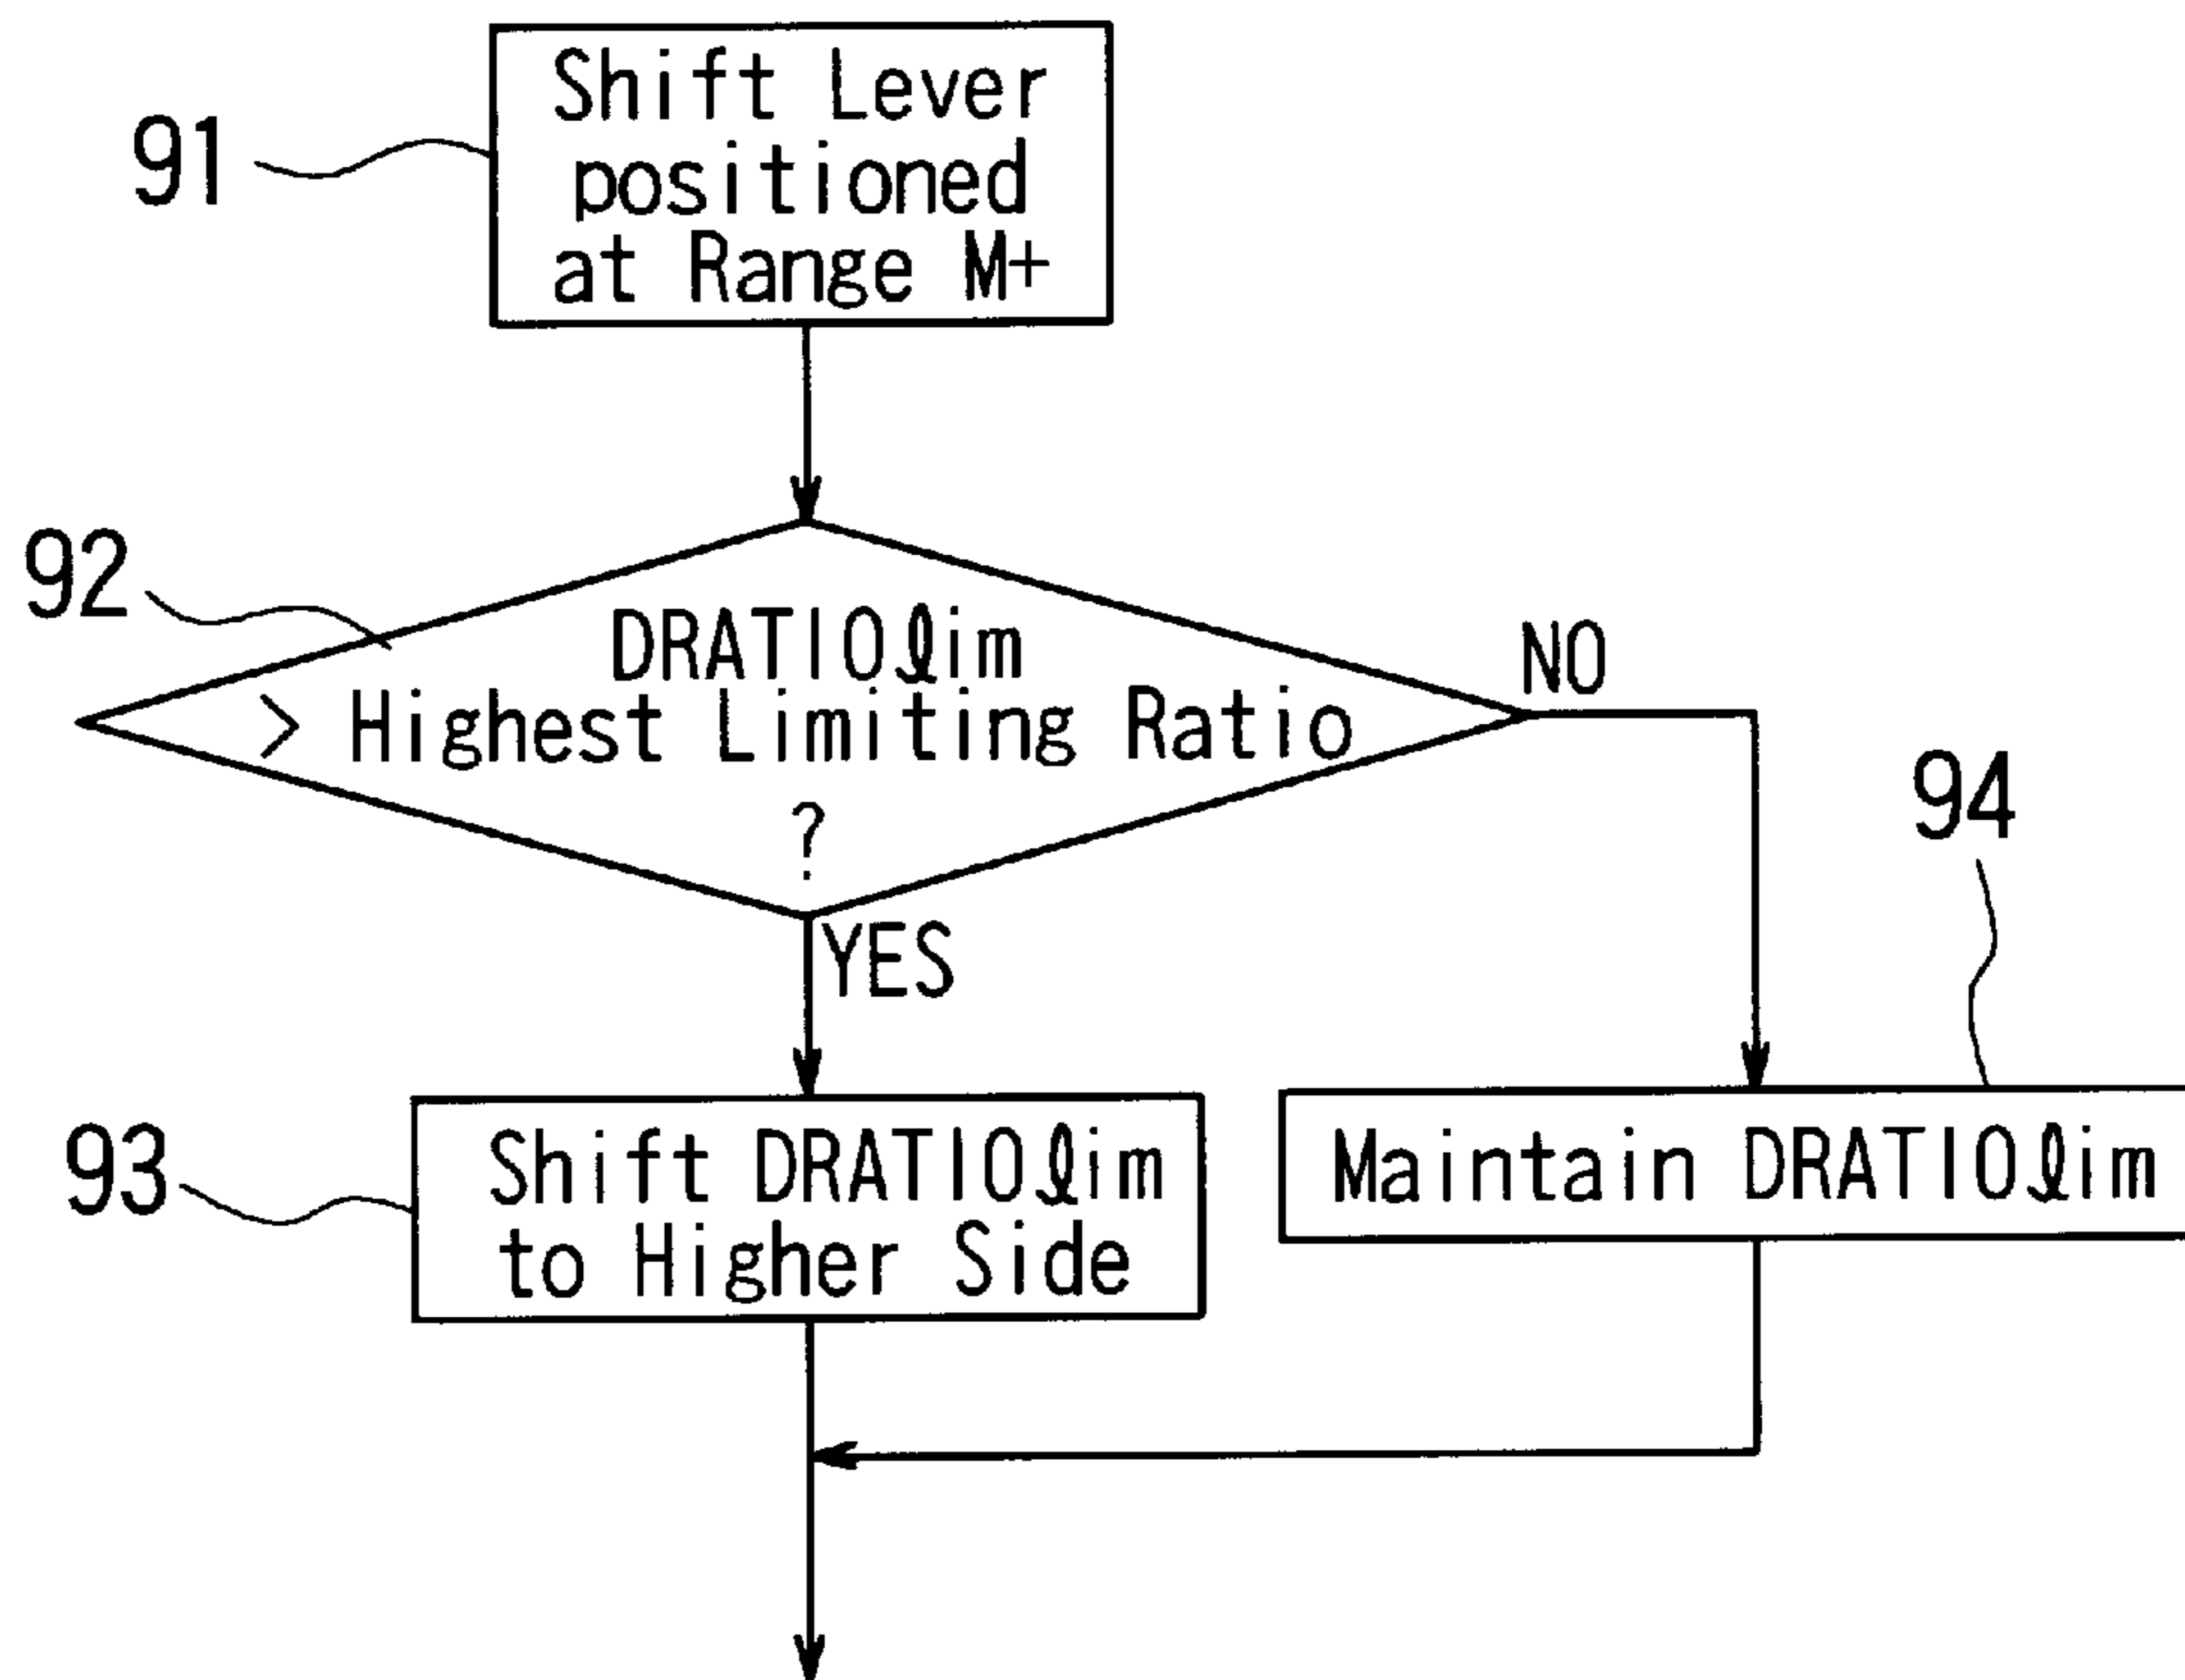 91
Shift Lever
positioned
at Range M+
92
DRATIOℓim
> Highest Limiting Ratio
?
NO
YES
94
93
Shift DRATIOℓim
to Higher Side
Maintain DRATIOℓim